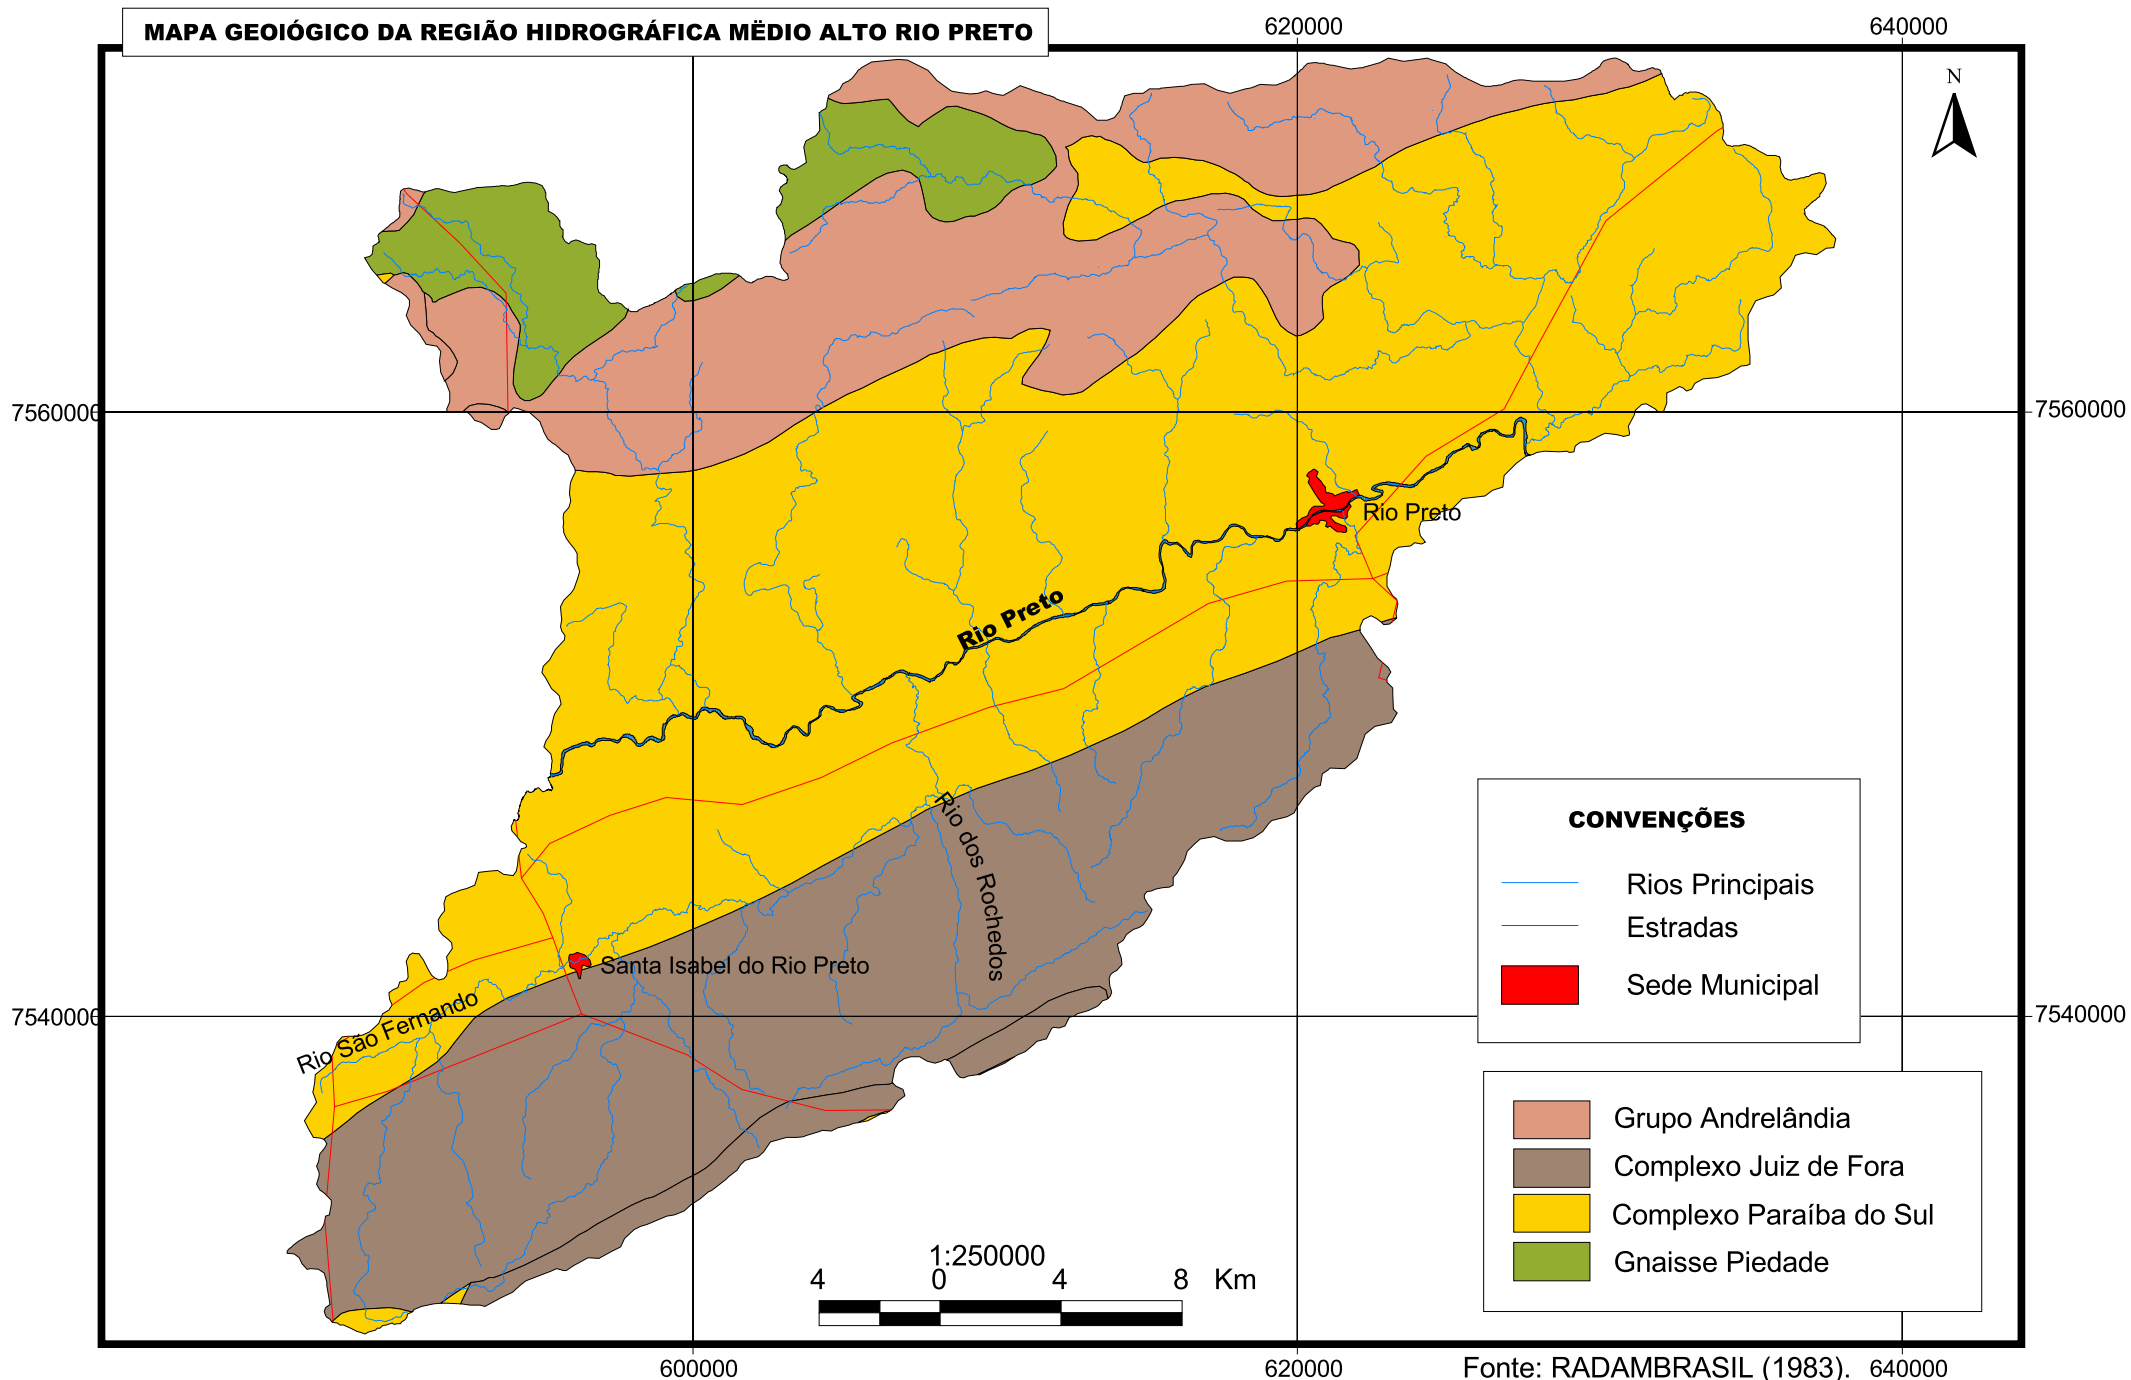 MAPA GEOIÓGICO DA REGIÃO HIDROGRÁFICA MËDIO ALTO RIO PRETO
620000
640000
N
7560000
7560000
Rio Preto
Rio Preto
Rio dos Rochedos
Santa Isabel do Rio Preto
Rio São Fernando
7540000
7540000
CONVENÇÕES
Rios Principais
Estradas
Sede Municipal
Grupo Andrelândia
Complexo Juiz de Fora
Complexo Paraíba do Sul
Gnaisse Piedade
1:250000
4 0 4 8 Km
600000
620000
640000
Fonte: RADAMBRASIL (1983).